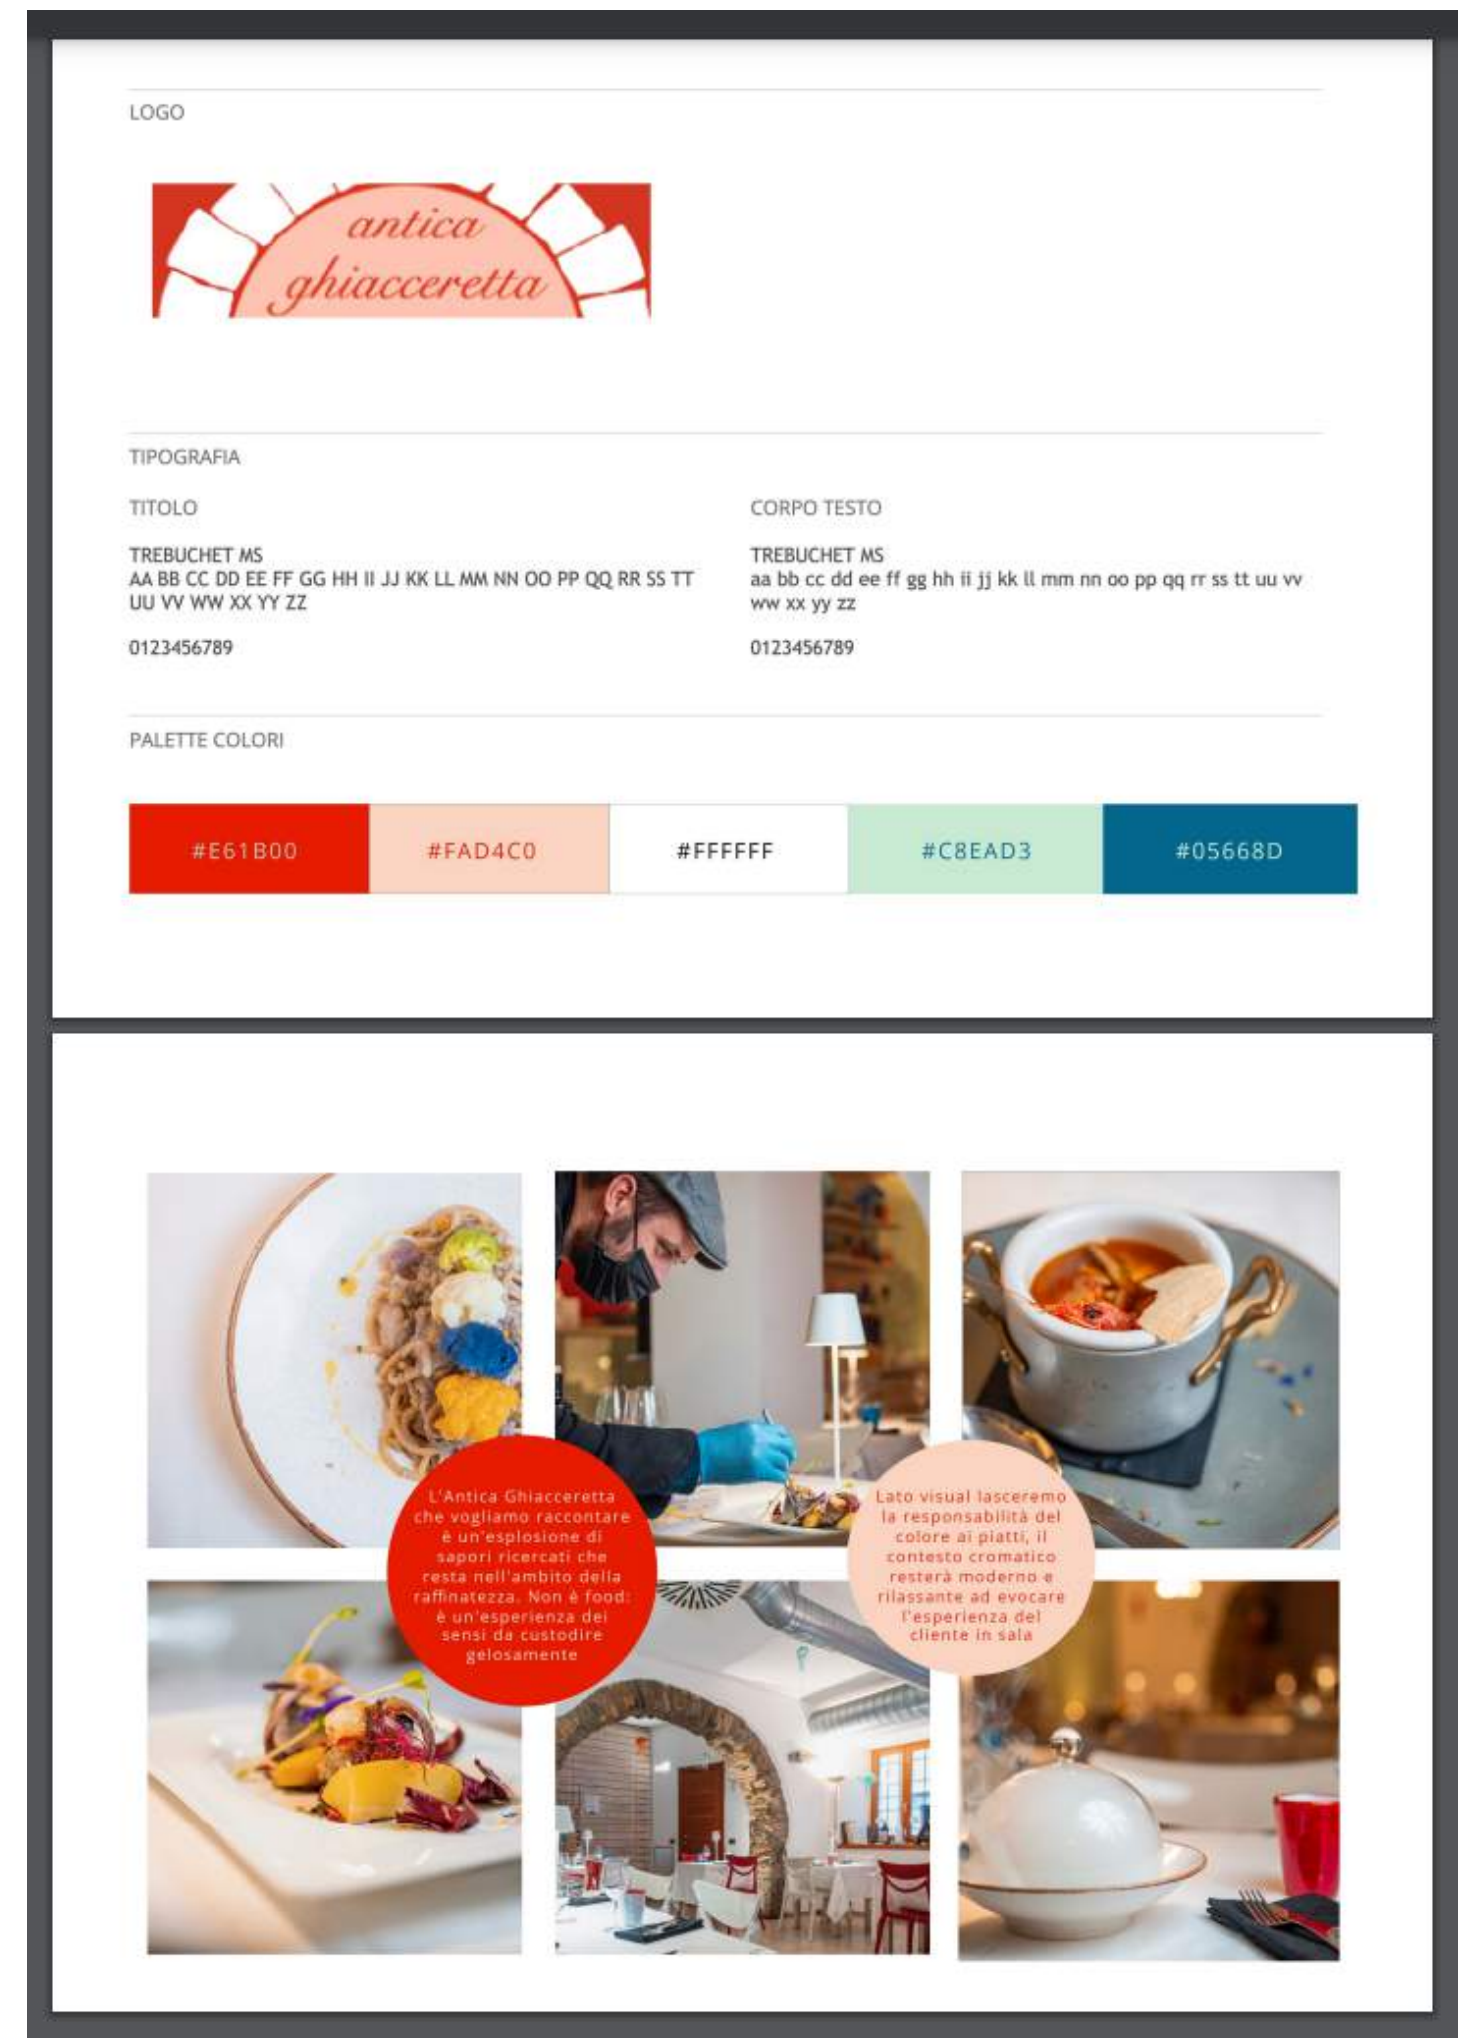 LOGO
antica
ghiacceretta
TIPOGRAFIA
TITOLO
TREBUCHET MS
AA BB CC DD EE FF GG HH II JJ KK LL MM NN OO PP QQ RR SS TT
UU VV WW XX YY ZZ
0123456789
CORPO TESTO
TREBUCHET MS
aa bb cc dd ee ff gg hh ii jj kk ll mm nn oo pp qq rr ss tt uu vv
ww xx yy zz
0123456789
PALETTE COLORI
#E61B00
#FAD4C0
#FFFFFF
#C8EAD3
#05668D
L'Antica Ghiacceretta
che vogliamo raccontare
è un'esplosione di
sapori ricercati che
resta nell'ambito della
raffinatezza. Non è food:
è un'esperienza dei
sensi da custodire
gelosamente
Lato visual lasceremo
la responsabilità del
colore ai piatti, il
contesto cromatico
resterà moderno e
rilassante ad evocare
l'esperienza del
cliente in sala